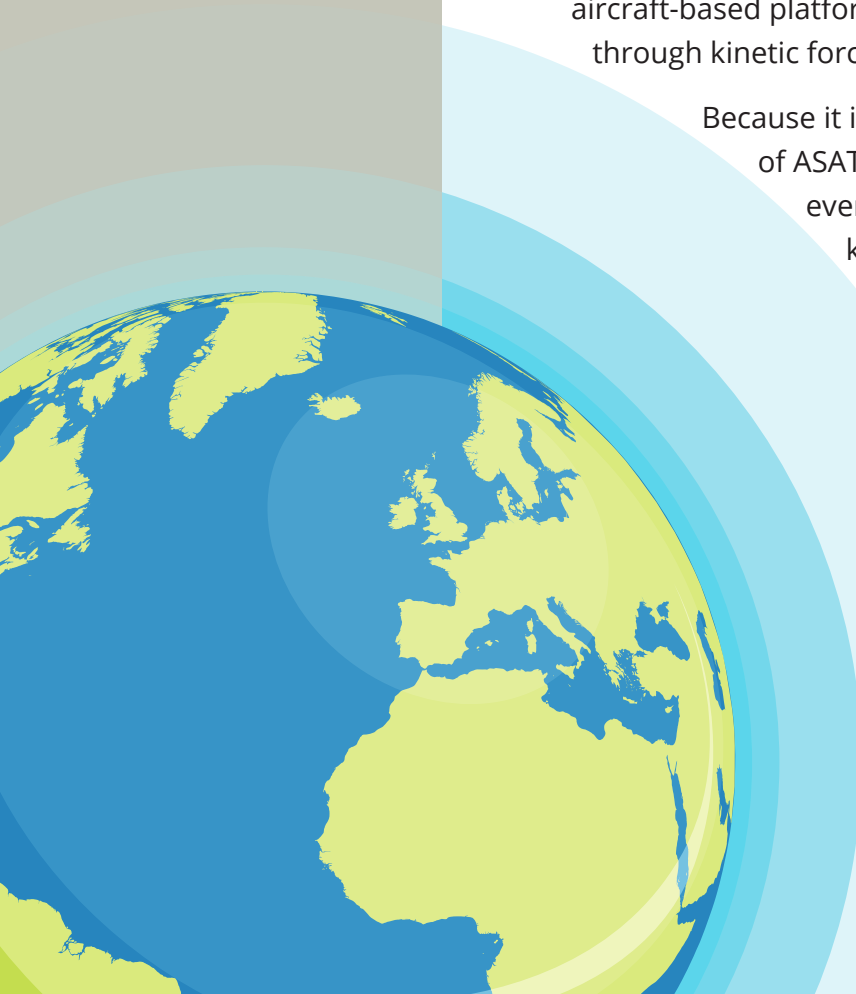 aircraft-based platfor
through kinetic forc
Because it i
of ASAT
ever
k